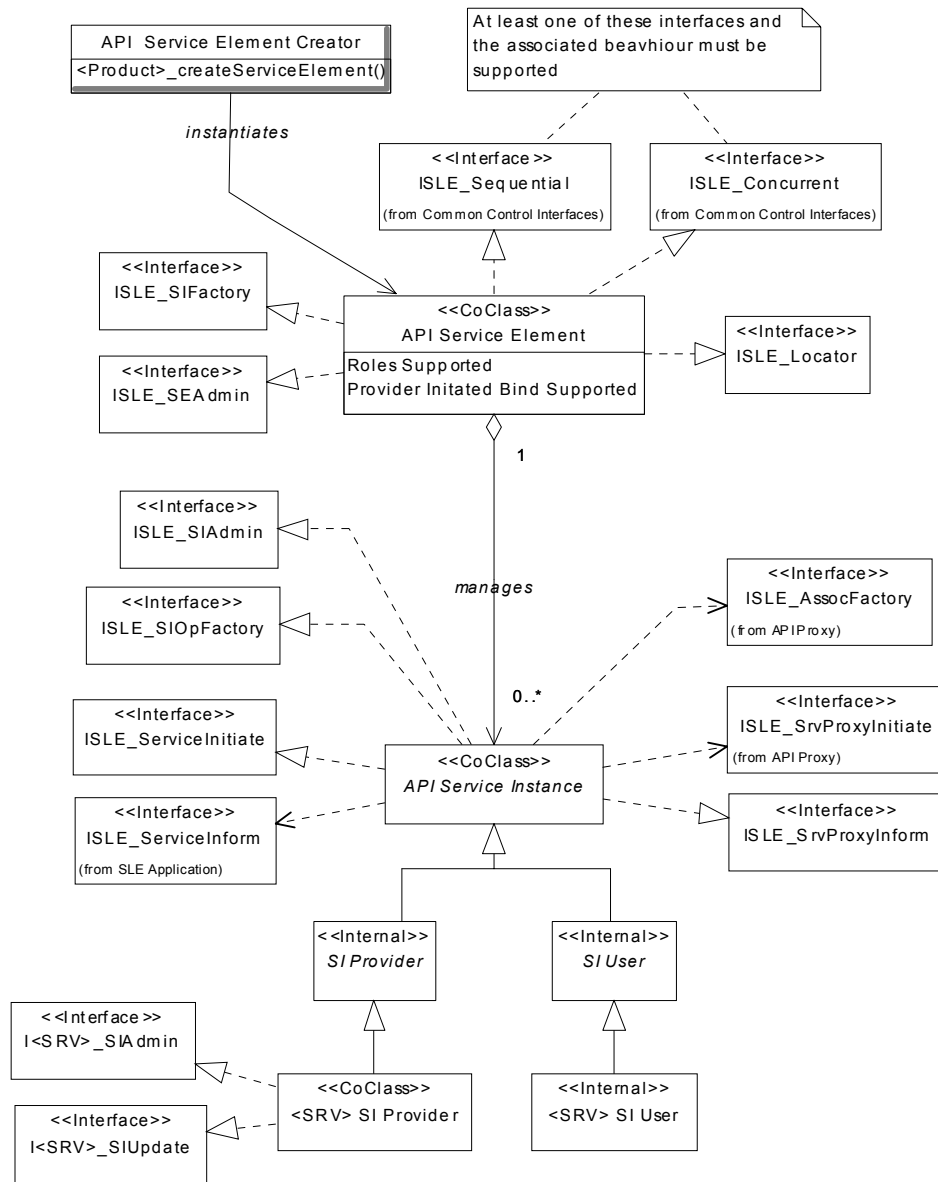 API Service Element Creator
<Product>_createServiceElement()
At least one of these interfaces and
the associated beavhiour must be
supported
instantiates
<<Interface>>
ISLE_Sequential
(from Common Control Interfaces)
<<Interface>>
ISLE_Concurrent
(from Common Control Interfaces)
<<Interface>>
ISLE_SIFactory
<<CoClass>>
API Service Element
Roles Supported
Provider Initated Bind Supported
<<Interface>>
ISLE_Locator
<<Interface>>
ISLE_SEAdmin
1
<<Interface>>
ISLE_SIAdmin
manages
<<Interface>>
ISLE_AssocFactory
(from API Proxy)
<<Interface>>
ISLE_SIOpFactory
0..*
<<Interface>>
ISLE_ServiceInitiate
<<CoClass>>
API Service Instance
<<Interface>>
ISLE_SrvProxyInitiate
(from API Proxy)
<<Interface>>
ISLE_ServiceInform
(from SLE Application)
<<Interface>>
ISLE_SrvProxyInform
<<Internal>>
SI Provider
<<Internal>>
SI User
<<Interface>>
I<SRV>_SIAdmin
<<CoClass>>
<SRV> SI Provider
<<Internal>>
<SRV> SI User
<<Interface>>
I<SRV>_SIUpdate